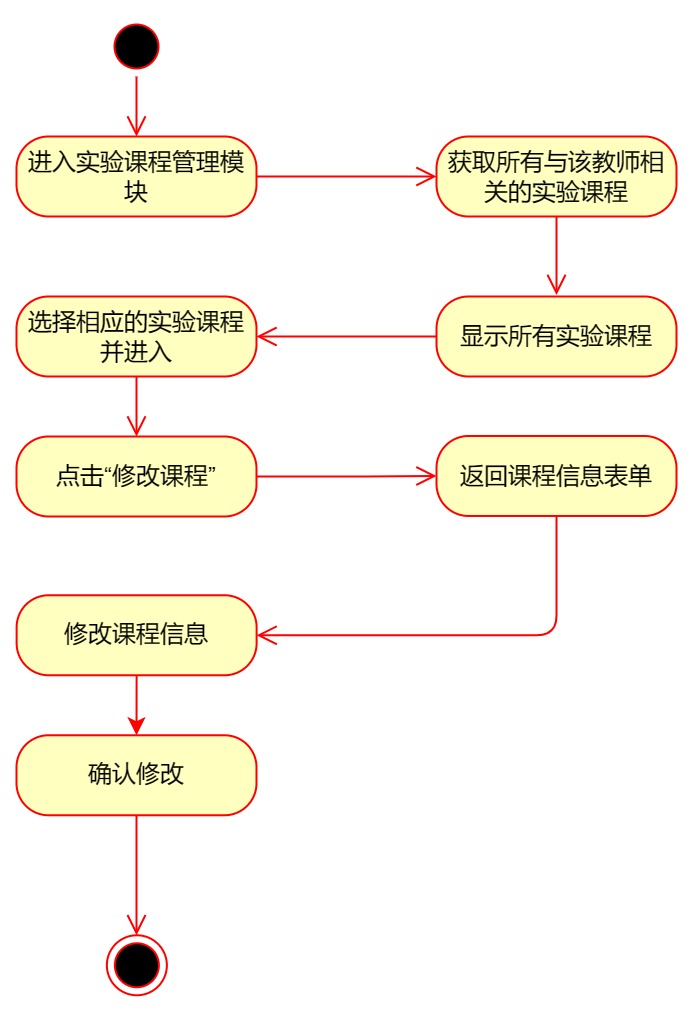 进入实验课程管理模
块
获取所有与该教师相
关的实验课程
显示所有实验课程
选择相应的实验课程
并进入
点击“修改课程”
返回课程信息表单
修改课程信息
确认修改